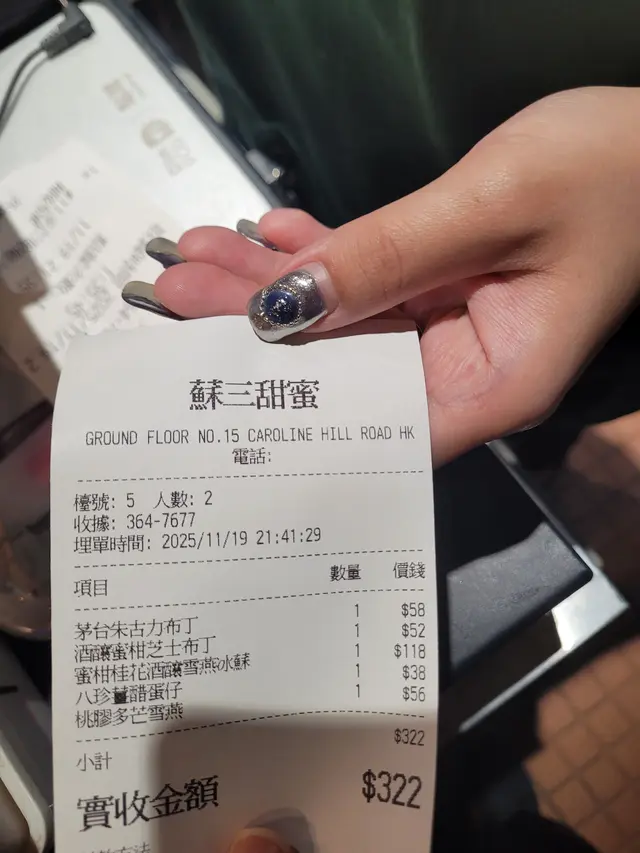 蘇三甜蜜
GROUND FLOOR NO.15 CAROLINE HILL ROAD HK
電話:
檯號: 5 人數: 2
收據: 364-7677
埋單時間: 2025/11/19 21:41:29
項目 數量 價錢
茅台朱古力布丁 1 $58
酒釀蜜柑芝士布丁 1 $52
蜜柑桂花酒釀雪燕冰蘇 1 $118
八珍薑醋蛋仔 1 $38
桃膠多芒雪燕 1 $56
小計 $322
實收金額 $322